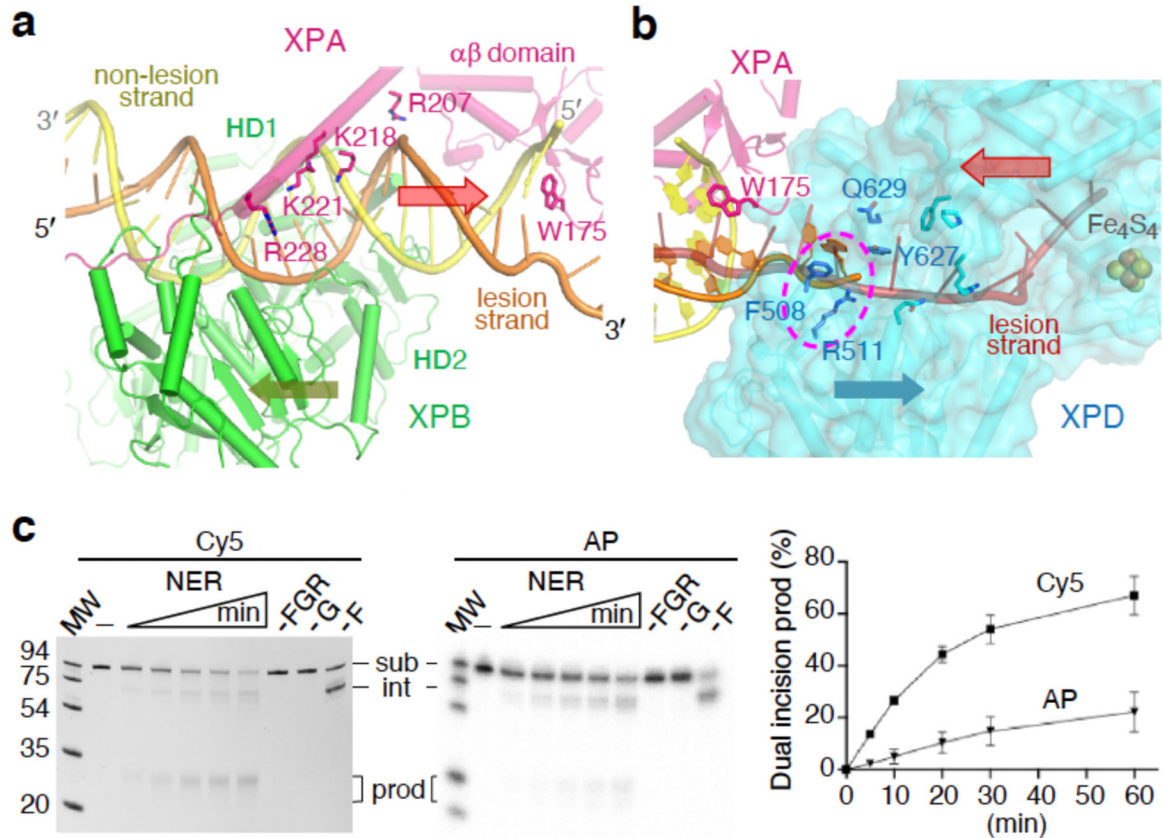 a
XPA
αβ domain
non-lesion
strand
3′
HD1
R207
K218
5′
5′
K221
W175
R228
lesion
strand
3′
HD2
XPB
b
XPA
W175
Q629
Fe4S4
Y627
F508
R511
lesion
strand
XPD
c
Cy5
NER
MW
–
min
-FGR
-G
-F
94
75
54
35
20
sub
int
prod
AP
NER
MW
–
min
-FGR
-G
-F
Dual incision prod (%)
80
60
40
20
0
Cy5
AP
0 10 20 30 40 50 60
(min)